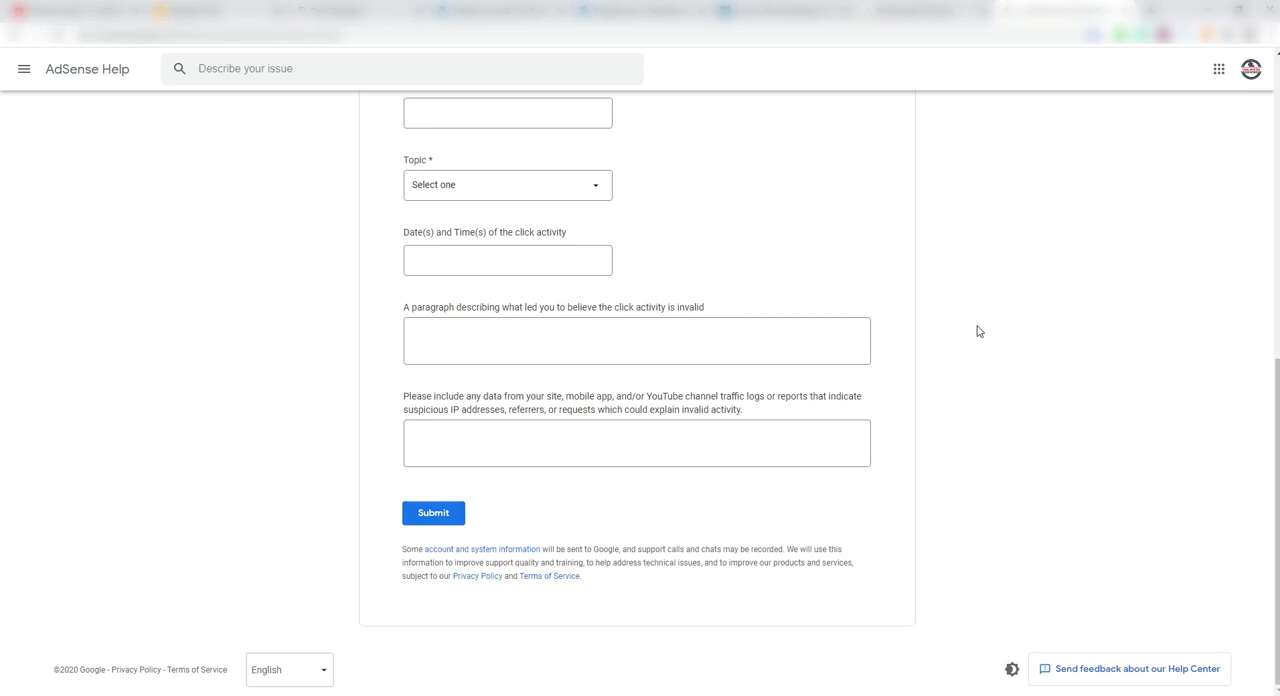 AdSense Help
Describe your issue
Topic *
Select one
Date(s) and Time(s) of the click activity
A paragraph describing what led you to believe the click activity is invalid
Please include any data from your site, mobile app, and/or YouTube channel traffic logs or reports that indicate
suspicious IP addresses, referrers, or requests which could explain invalid activity.
Submit
Some account and system information will be sent to Google, and support calls and chats may be recorded. We will use this
information to improve support quality and training, to help address technical issues, and to improve our products and services,
subject to our Privacy Policy and Terms of Service.
©2020 Google - Privacy Policy - Terms of Service
English
Send feedback about our Help Center